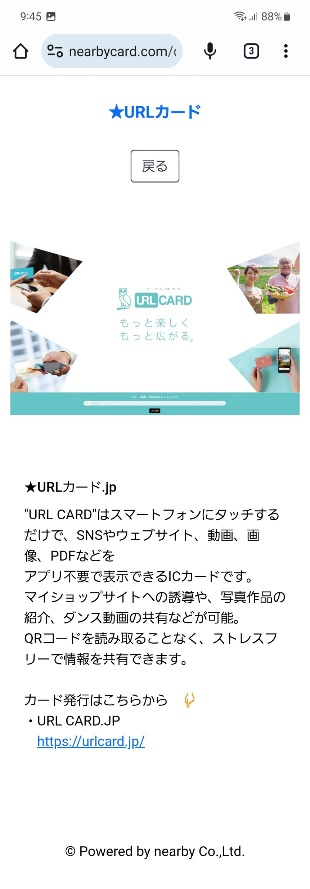 9:45
88%
nearbycard.com/c
3
★URLカード
戻る
URL CARD
もっと楽しく
もっと広がる。
★URLカード.jp
"URL CARD"はスマートフォンにタッチする
だけで、SNSやウェブサイト、動画、画
像、PDFなどを
アプリ不要で表示できるICカードです。
マイショップサイトへの誘導や、写真作品の
紹介、ダンス動画の共有などが可能。
QRコードを読み取ることなく、ストレスフ
リーで情報を共有できます。
カード発行はこちらから
・URL CARD.JP
https://urlcard.jp/
© Powered by nearby Co.,Ltd.